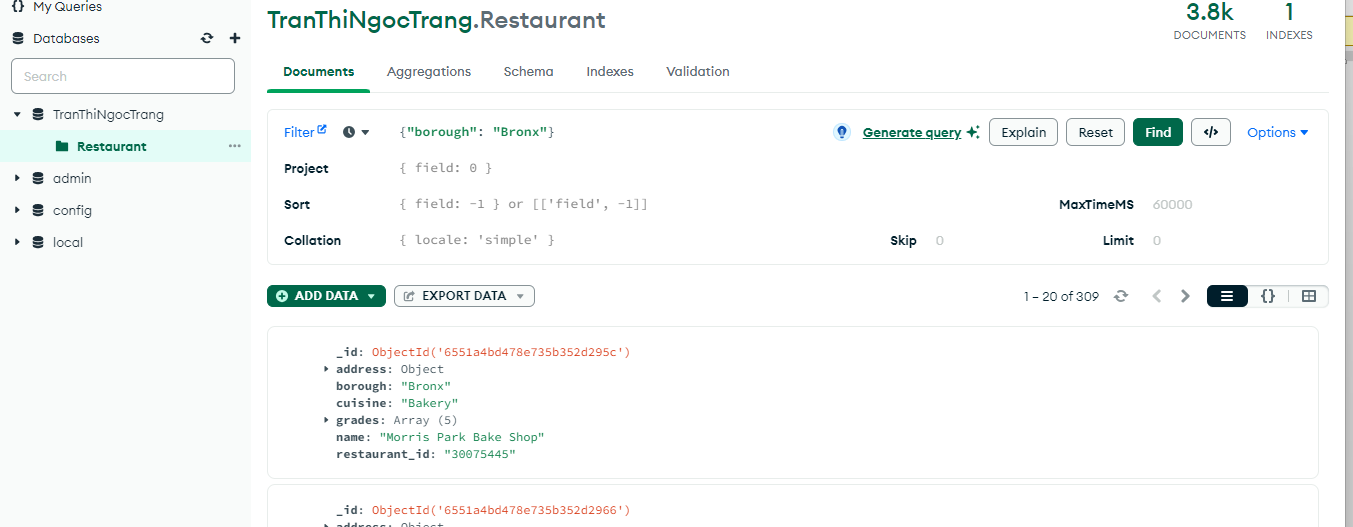 My Queries
Databases
Search
TranThiNgocTrang
Restaurant
admin
config
local
TranThiNgocTrang.Restaurant
3.8k
DOCUMENTS
1
INDEXES
Documents Aggregations Schema Indexes Validation
Filter {"borough": "Bronx"} Generate query Explain Reset Find </> Options
Project { field: 0 }
Sort { field: -1 } or [['field', -1]] MaxTimeMS 60000
Collation { locale: 'simple' } Skip 0 Limit 0
ADD DATA EXPORT DATA 1 – 20 of 309 {}
_id: ObjectId('6551a4bd478e735b352d295c')
address: Object
borough: "Bronx"
cuisine: "Bakery"
grades: Array (5)
name: "Morris Park Bake Shop"
restaurant_id: "30075445"
_id: ObjectId('6551a4bd478e735b352d2966')
address: Object